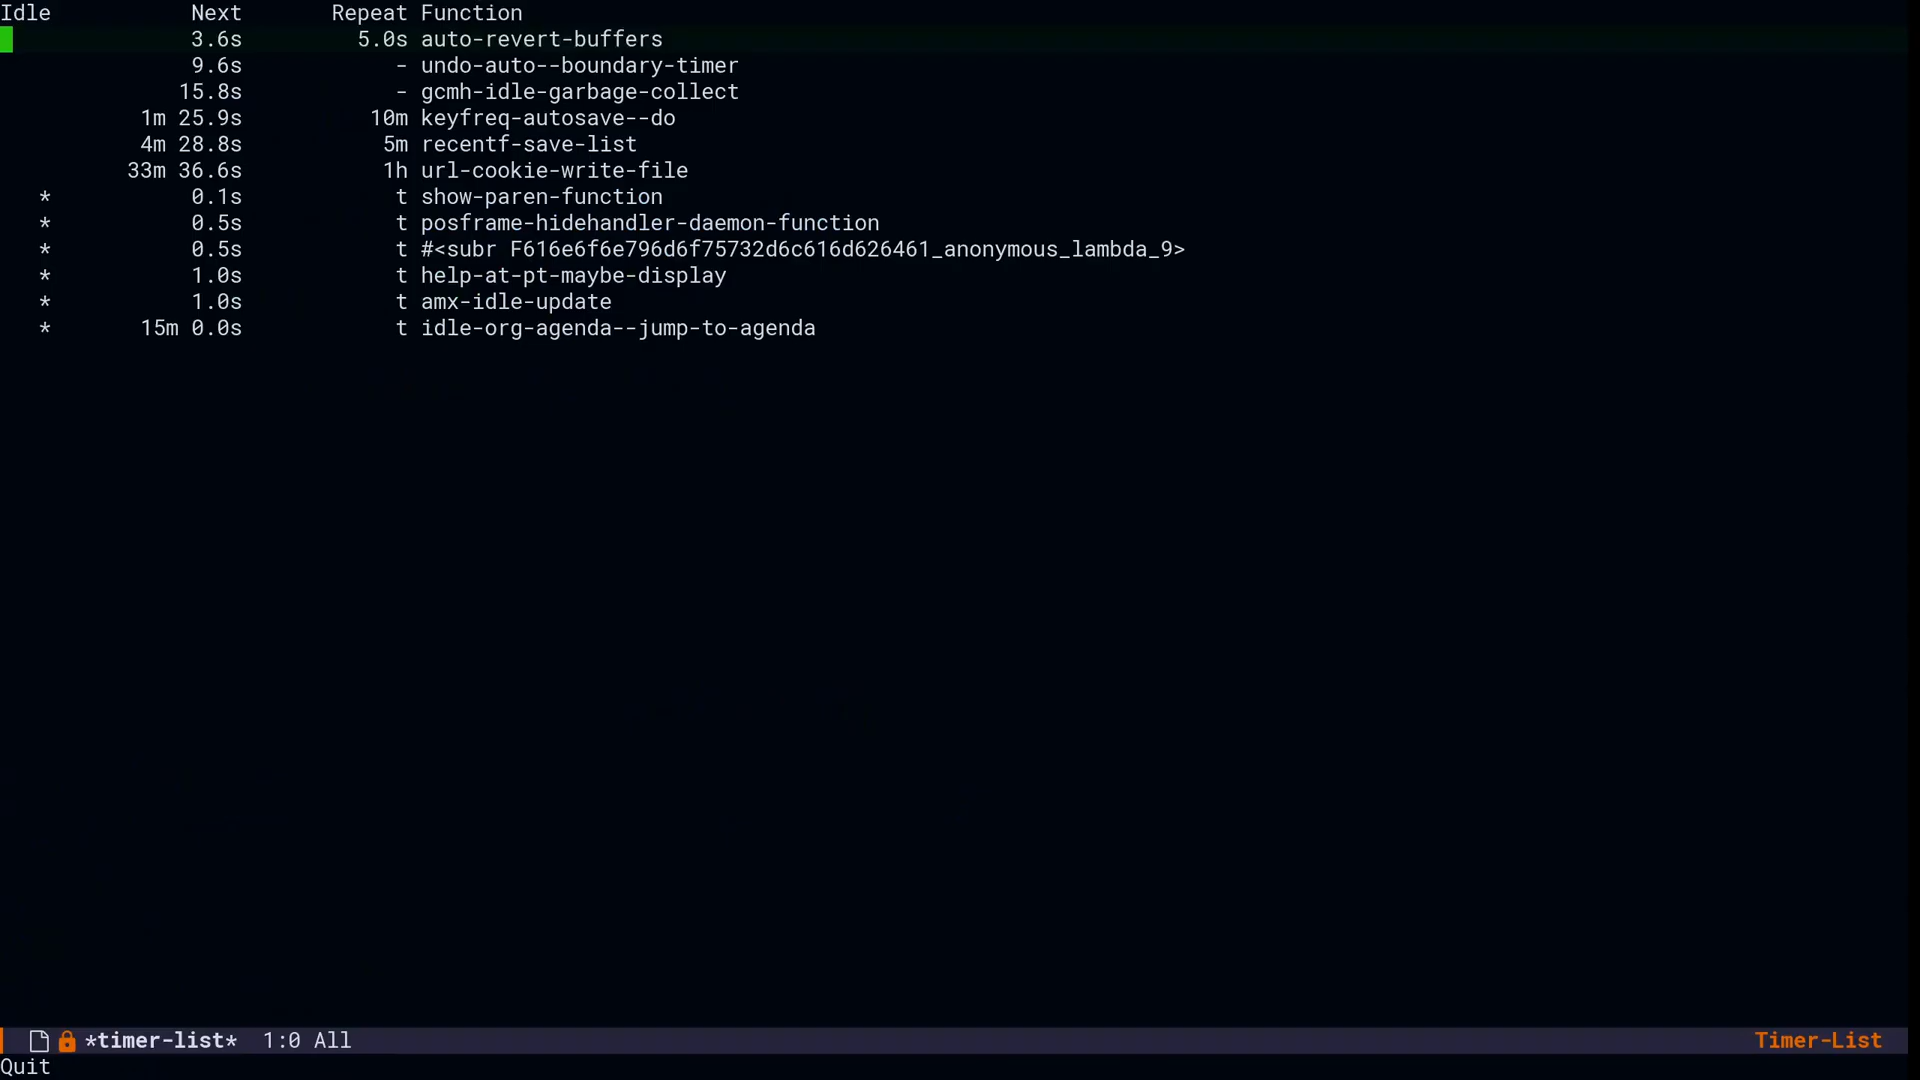 Idle Next Repeat Function
3.6s 5.0s auto-revert-buffers
9.6s - undo-auto--boundary-timer
15.8s - gcmh-idle-garbage-collect
1m 25.9s 10m keyfreq-autosave--do
4m 28.8s 5m recentf-save-list
33m 36.6s 1h url-cookie-write-file
* 0.1s t show-paren-function
* 0.5s t posframe-hidehandler-daemon-function
* 0.5s t #<subr F616e6f6e796d6f75732d6c616d626461_anonymous_lambda_9>
* 1.0s t help-at-pt-maybe-display
* 1.0s t amx-idle-update
* 15m 0.0s t idle-org-agenda--jump-to-agenda
*timer-list* 1:0 All Timer-List
Quit